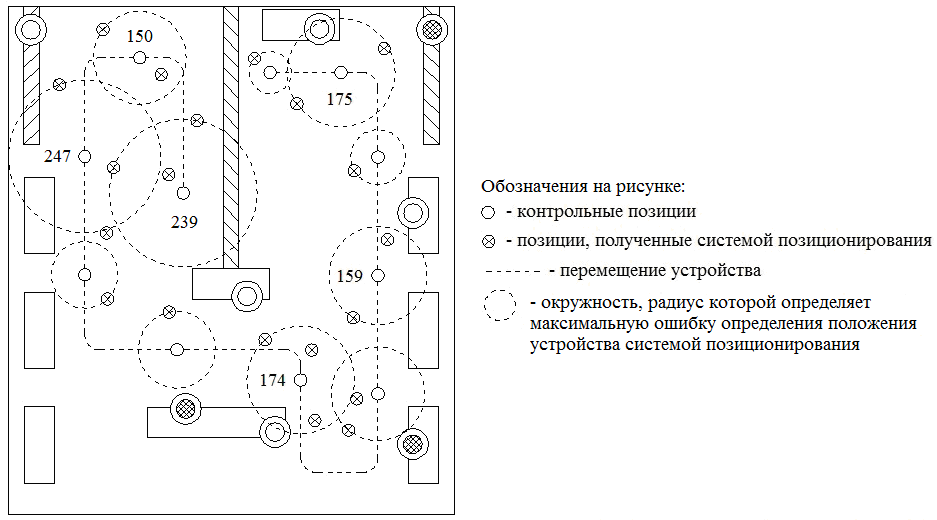 150
175
247
239
159
174
Обозначения на рисунке:
- контрольные позиции
- позиции, полученные системой позиционирования
- перемещение устройства
- окружность, радиус которой определяет
максимальную ошибку определения положения
устройства системой позиционирования